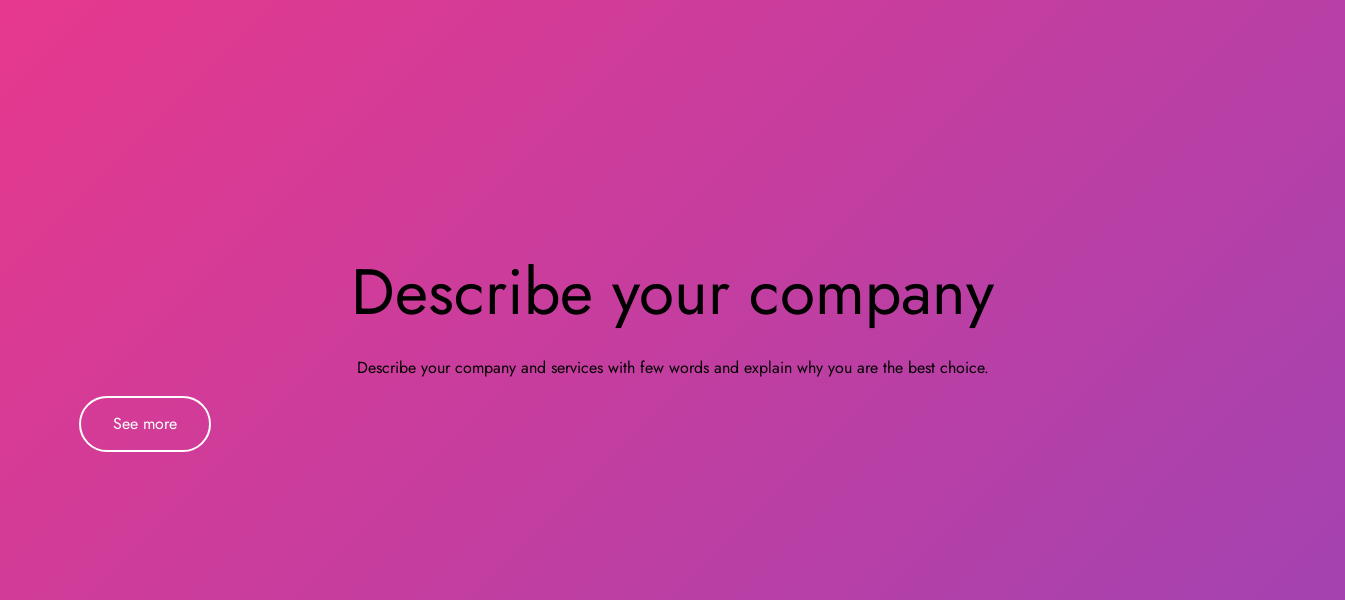 Describe your company
Describe your company and services with few words and explain why you are the best choice.
See more